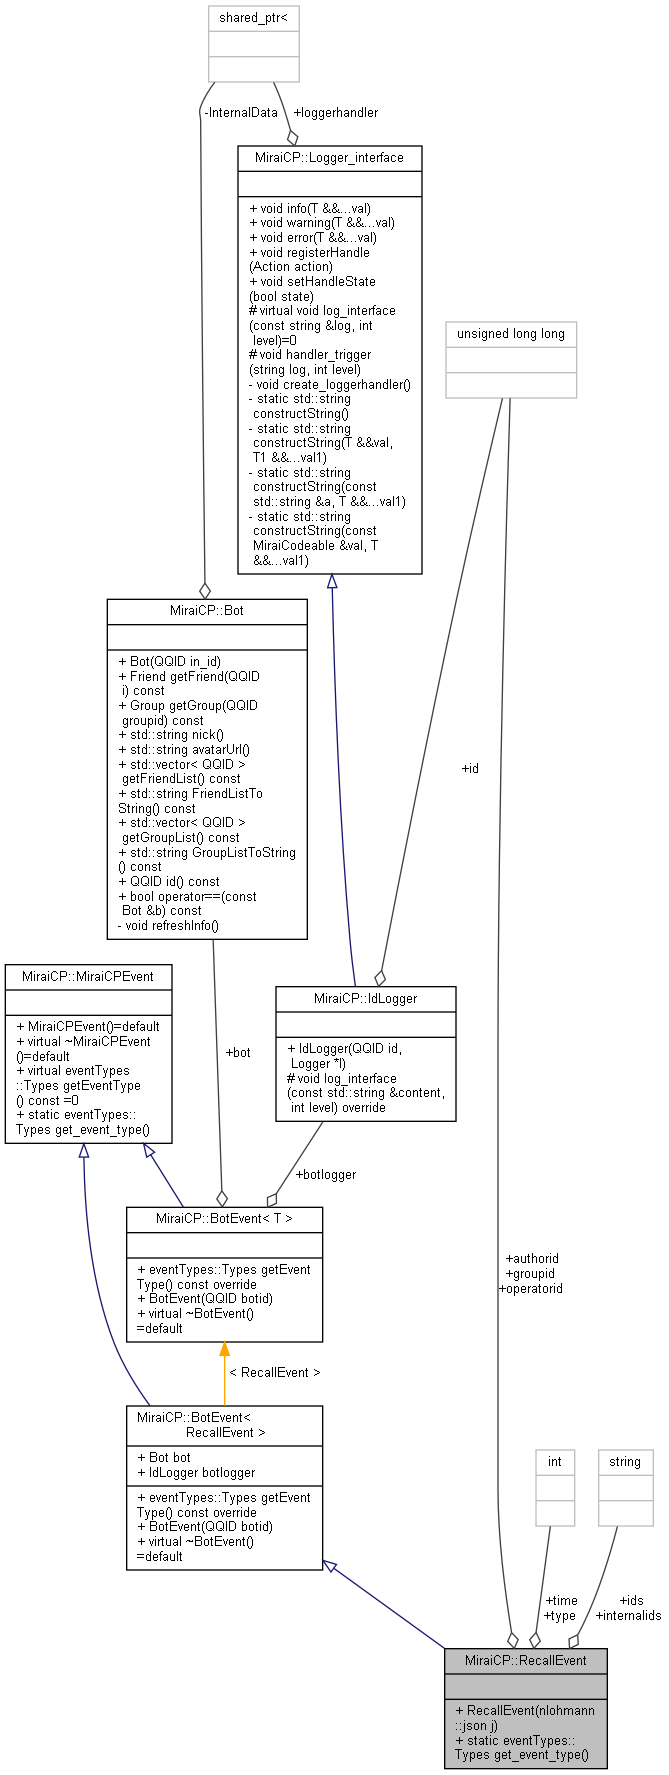 shared_ptr<
-InternalData
+loggerhandler
MiraiCP::Logger_interface
+ void info(T &&...val)
+ void warning(T &&...val)
+ void error(T &&...val)
+ void registerHandle
(Action action)
+ void setHandleState
(bool state)
# virtual void log_interface
(const string &log, int
level)=0
# void handler_trigger
(string log, int level)
- void create_loggerhandler()
- static std::string
constructString()
- static std::string
constructString(T &&val,
T1 &&...val1)
- static std::string
constructString(const
std::string &a, T &&...val1)
- static std::string
constructString(const
MiraiCodeable &val, T
&&...val1)
unsigned long long
MiraiCP::Bot
+ Bot(QQID in_id)
+ Friend getFriend(QQID
i) const
+ Group getGroup(QQID
groupid) const
+ std::string nick()
+ std::string avatarUrl()
+ std::vector< QQID >
getFriendList() const
+ std::string FriendListTo
String() const
+ std::vector< QQID >
getGroupList() const
+ std::string GroupListToString
() const
+ QQID id() const
+ bool operator==(const
Bot &b) const
- void refreshInfo()
+id
MiraiCP::MiraiCPEvent
+ MiraiCPEvent()=default
+ virtual ~MiraiCPEvent
()=default
+ virtual eventTypes
::Types getEventType
() const =0
+ static eventTypes::
Types get_event_type()
MiraiCP::IdLogger
+ IdLogger(QQID id,
Logger *l)
# void log_interface
(const std::string &content,
int level) override
+bot
+botlogger
MiraiCP::BotEvent< T >
+ eventTypes::Types getEvent
Type() const override
+ BotEvent(QQID botid)
+ virtual ~BotEvent()
=default
+authorid
+groupid
+operatorid
< RecallEvent >
MiraiCP::BotEvent<
RecallEvent >
+ Bot bot
+ IdLogger botlogger
+ eventTypes::Types getEvent
Type() const override
+ BotEvent(QQID botid)
+ virtual ~BotEvent()
=default
int
string
+time
+type
+ids
+internalids
MiraiCP::RecallEvent
+ RecallEvent(nlohmann
::json j)
+ static eventTypes::
Types get_event_type()